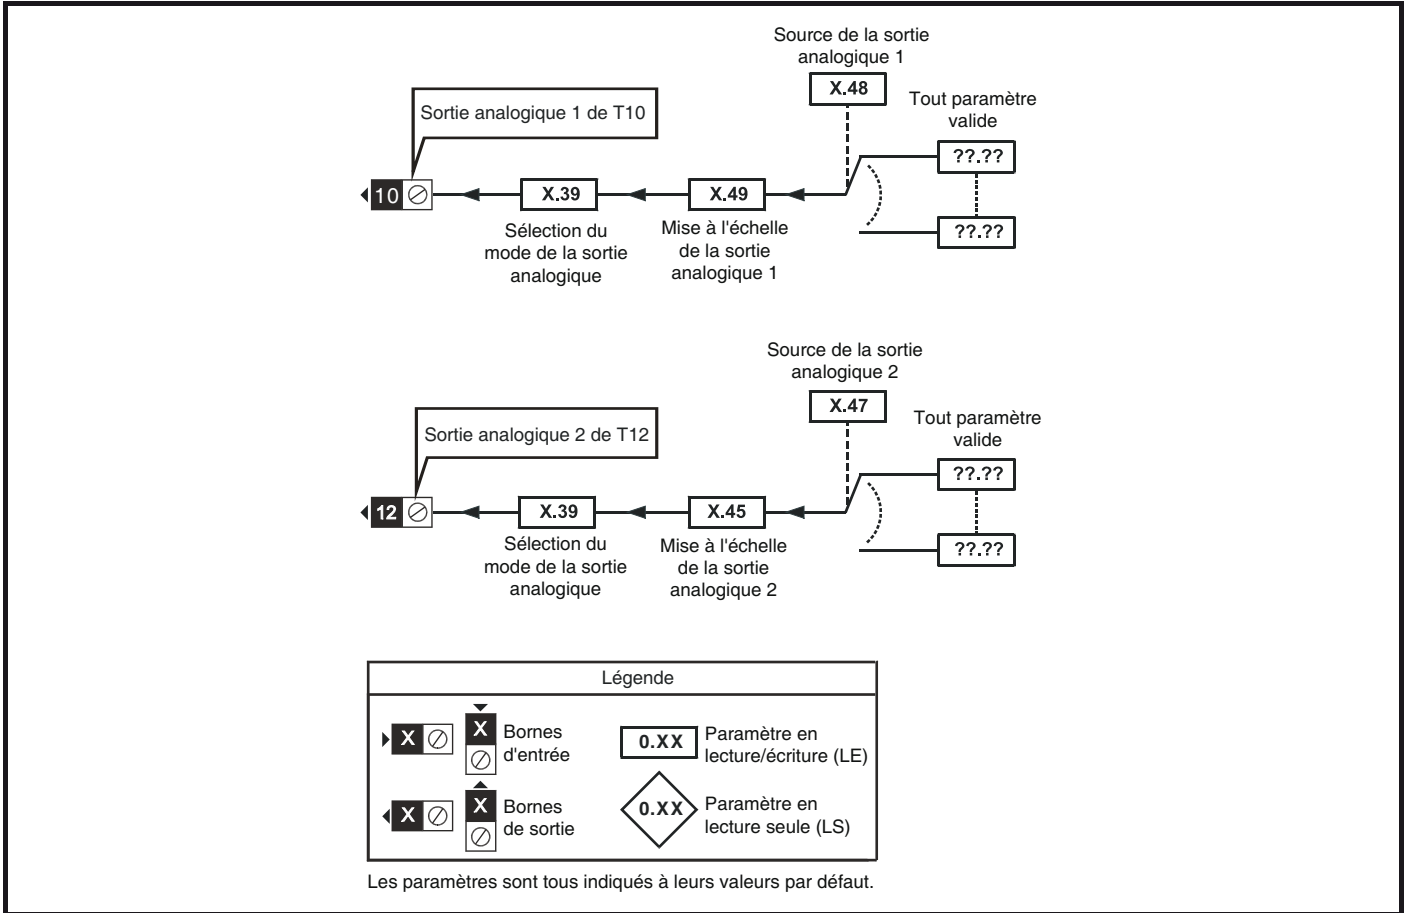 Source de la sortie
analogique 1
X.48
Tout paramètre
valide
Sortie analogique 1 de T10
??.??
10
X.39
X.49
??.??
Sélection du
mode de la sortie
analogique
Mise à l'échelle
de la sortie
analogique 1
Source de la sortie
analogique 2
X.47
Tout paramètre
valide
Sortie analogique 2 de T12
??.??
12
X.39
X.45
??.??
Sélection du
mode de la sortie
analogique
Mise à l'échelle
de la sortie
analogique 2
Légende
X
X
Bornes
d'entrée
0.XX
Paramètre en
lecture/écriture (LE)
X
X
Bornes
de sortie
0.XX
Paramètre en
lecture seule (LS)
Les paramètres sont tous indiqués à leurs valeurs par défaut.